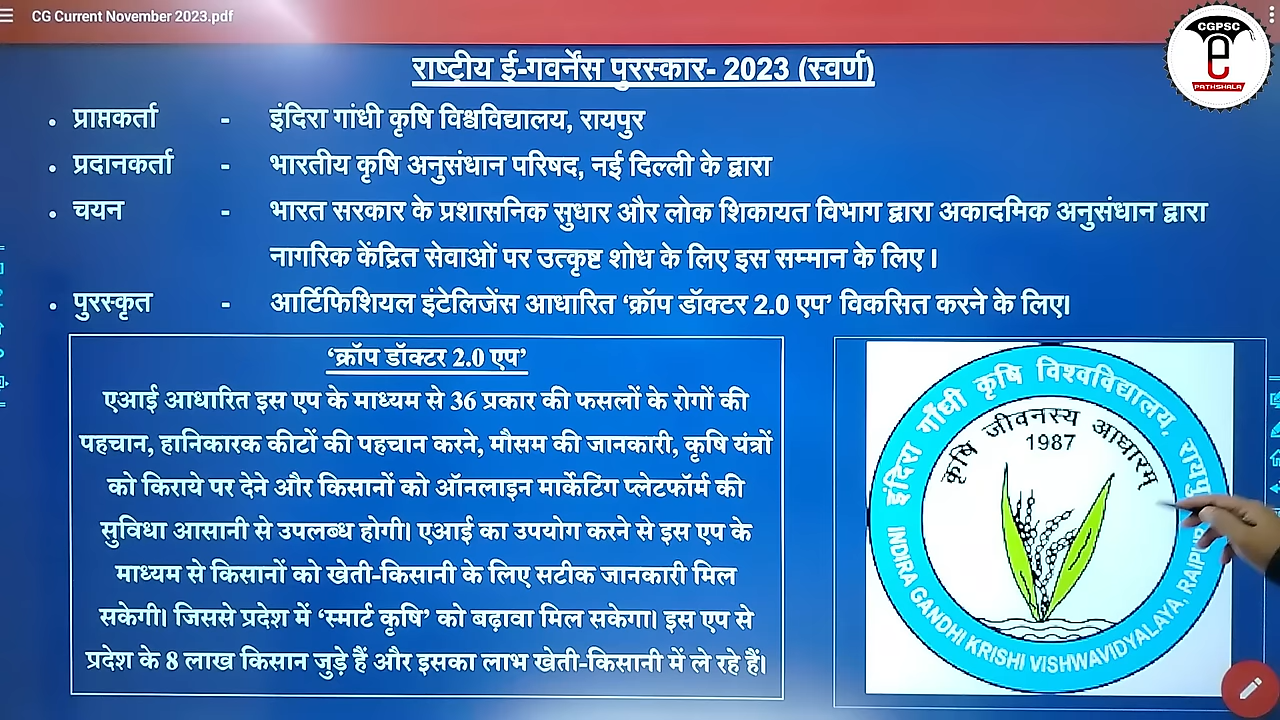 CG Current November 2023.pdf
CGPSC
e
PATHSHALA
राष्ट्रीय ई-गवर्नेंस पुरस्कार- 2023 (स्वर्ण)
• प्राप्तकर्ता - इंदिरा गांधी कृषि विश्वविद्यालय, रायपुर
• प्रदानकर्ता - भारतीय कृषि अनुसंधान परिषद, नई दिल्ली के द्वारा
• चयन - भारत सरकार के प्रशासनिक सुधार और लोक शिकायत विभाग द्वारा अकादमिक अनुसंधान द्वारा
नागरिक केंद्रित सेवाओं पर उत्कृष्ट शोध के लिए इस सम्मान के लिए ।
• पुरस्कृत - आर्टिफिशियल इंटेलिजेंस आधारित ‘क्रॉप डॉक्टर 2.0 एप’ विकसित करने के लिए।
‘क्रॉप डॉक्टर 2.0 एप’
एआई आधारित इस एप के माध्यम से 36 प्रकार की फसलों के रोगों की
पहचान, हानिकारक कीटों की पहचान करने, मौसम की जानकारी, कृषि यंत्रों
को किराये पर देने और किसानों को ऑनलाइन मार्केटिंग प्लेटफॉर्म की
सुविधा आसानी से उपलब्ध होगी। एआई का उपयोग करने से इस एप के
माध्यम से किसानों को खेती-किसानी के लिए सटीक जानकारी मिल
सकेगी। जिससे प्रदेश में ‘स्मार्ट कृषि’ को बढ़ावा मिल सकेगा। इस एप से
प्रदेश के 8 लाख किसान जुड़े हैं और इसका लाभ खेती-किसानी में ले रहे हैं।
इंदिरा गाँधी कृषि विश्वविद्यालय,
कृषि जीवनस्य आधारम्
1987
INDIRA GANDHI KRISHI VISHWAVIDYALAYA,